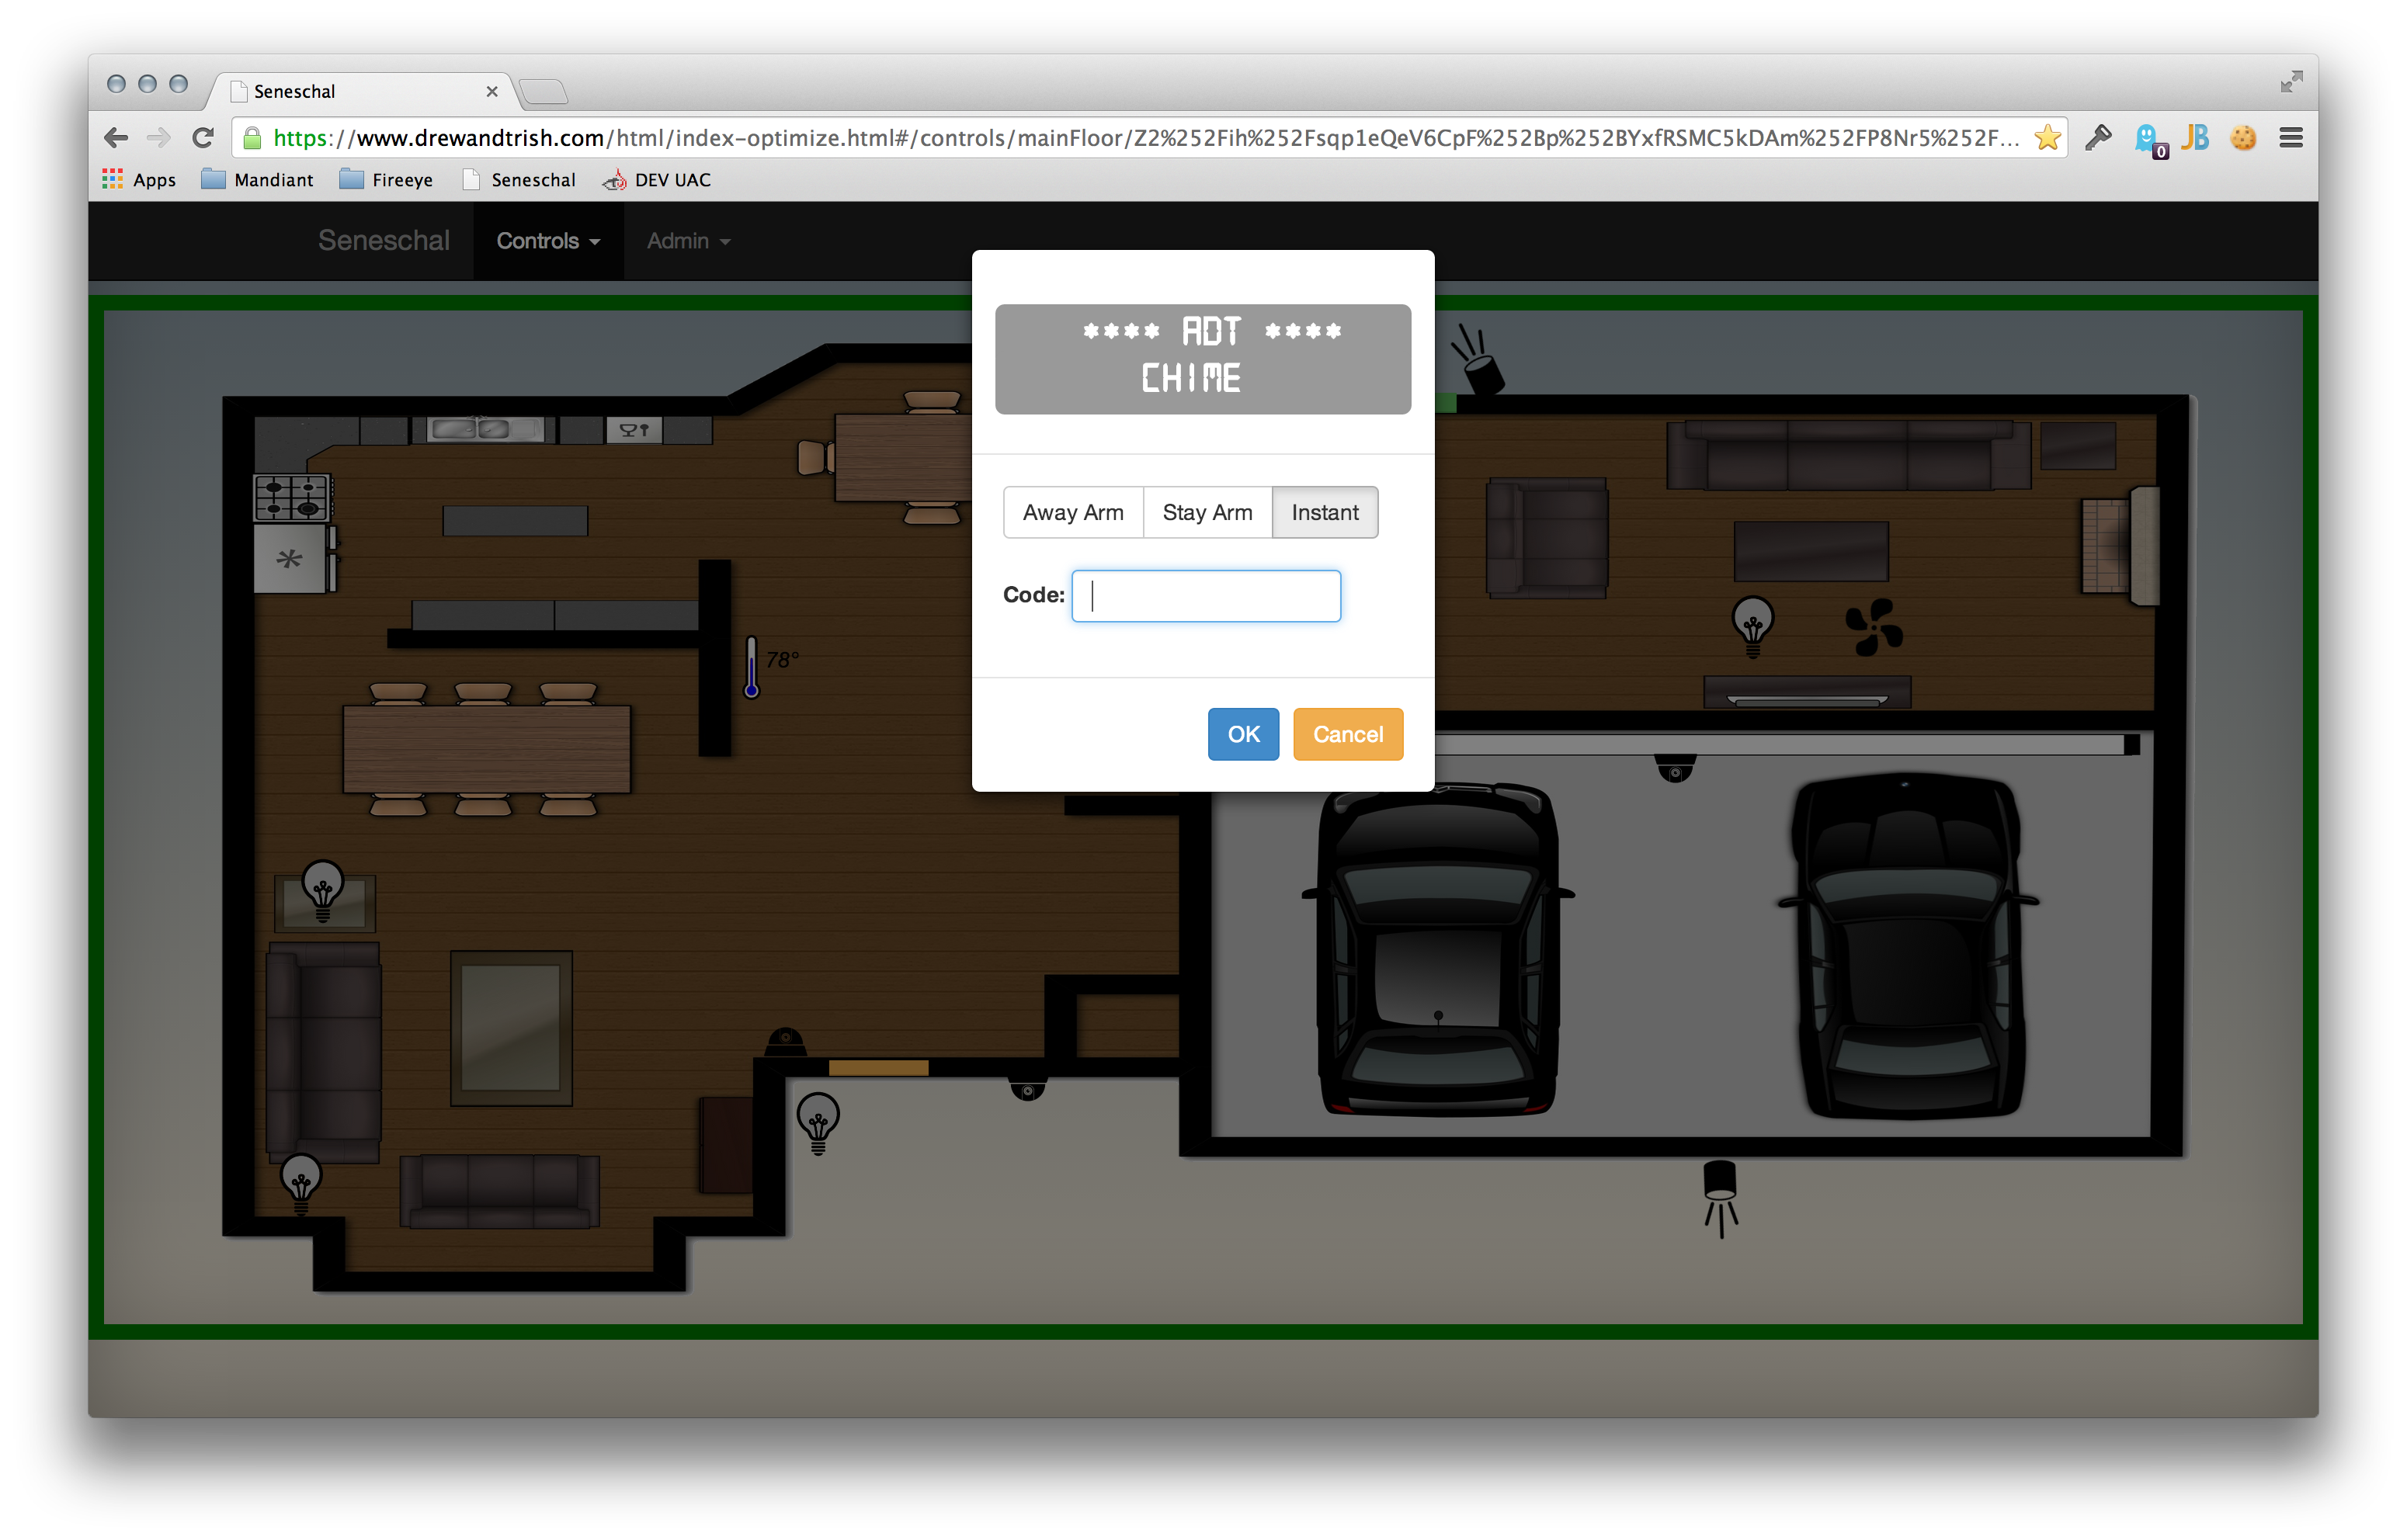 Seneschal
https://www.drewandtrish.com/html/index-optimize.html#/controls/mainFloor/Z2%252Fih%252Fsqp1eQeV6CpF%252Bp%252BYxfRSMC5kDAm%252FP8Nr5%252F...
0
JB
Apps Mandiant Fireeye Seneschal DEV UAC
Seneschal Controls Admin
**** ADT ****
CHIME
Away Arm Stay Arm Instant
Code:
78°
OK Cancel